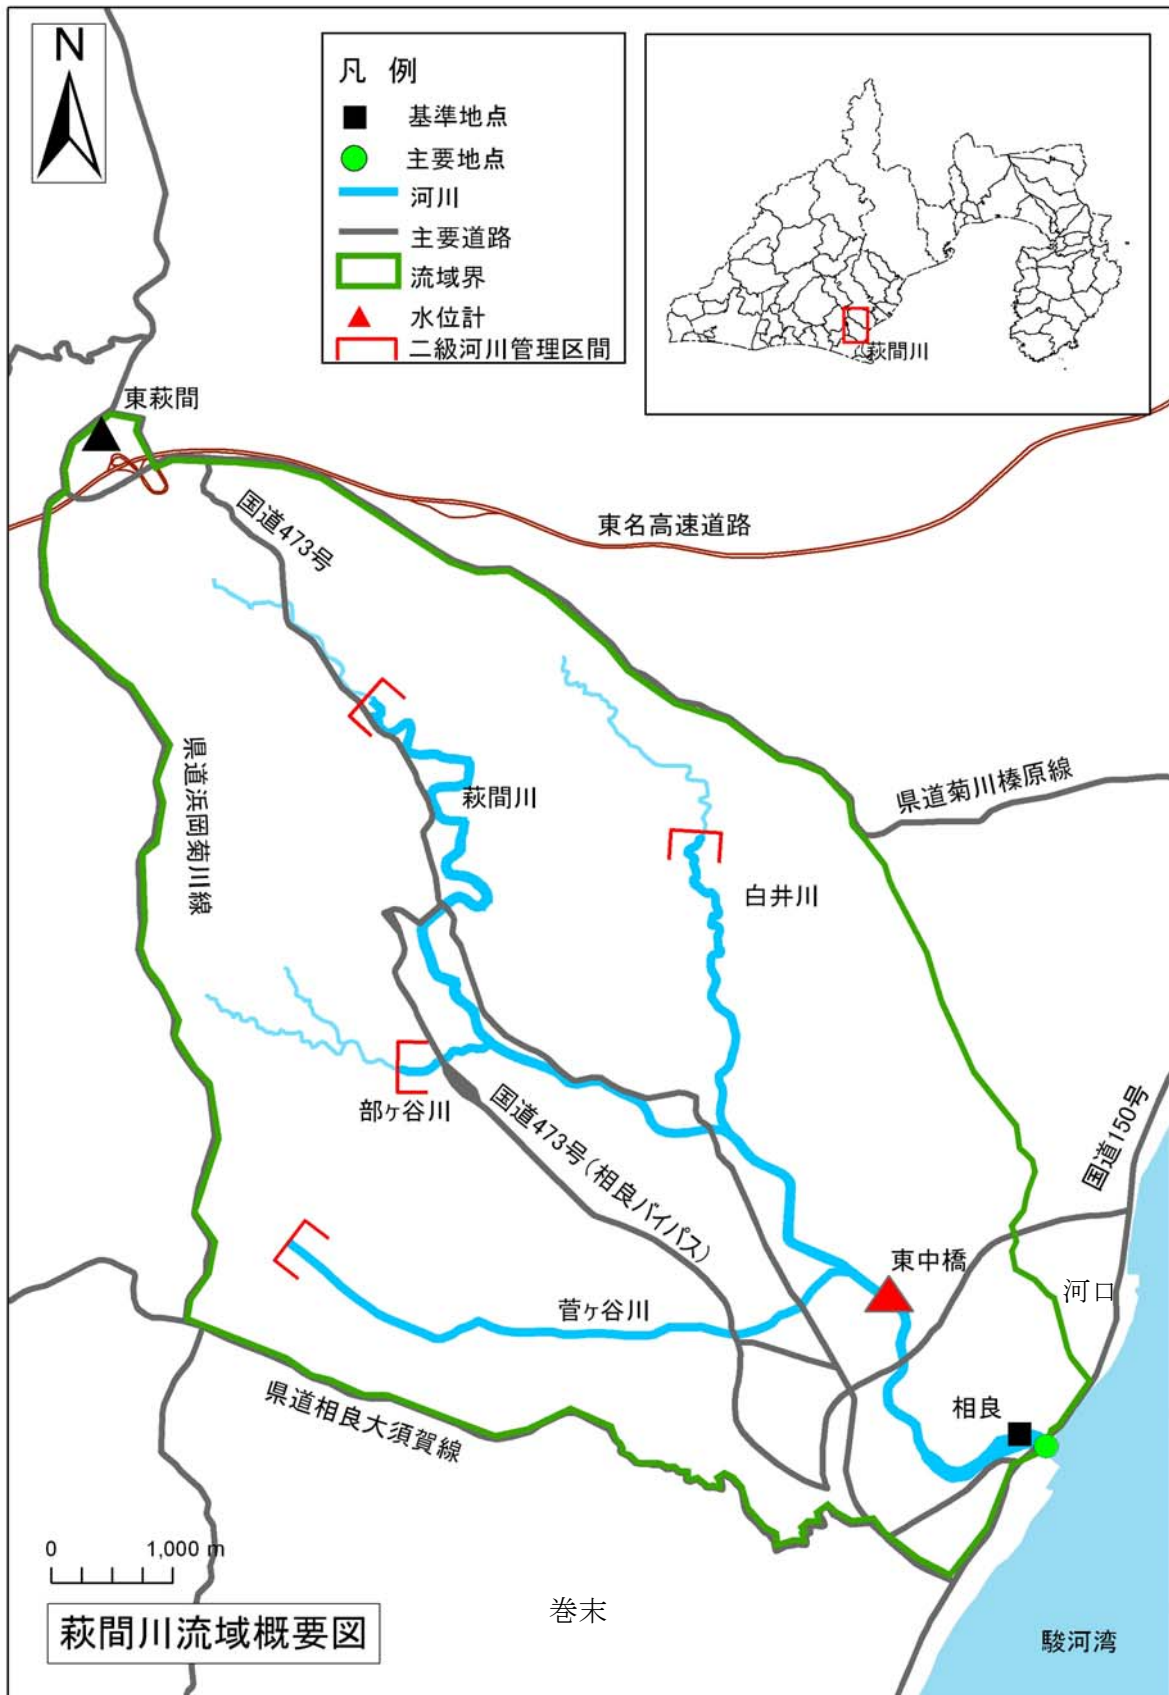 N
凡 例
基準地点
主要地点
河川
主要道路
流域界
水位計
二級河川管理区間
萩間川
東萩間
国道473号
東名高速道路
県道浜岡菊川線
萩間川
県道菊川榛原線
白井川
部ヶ谷川
国道473号(相良バイパス)
国道150号
東中橋
河口
菅ヶ谷川
県道相良大須賀線
相良
0 1,000 m
萩間川流域概要図
巻末
駿河湾